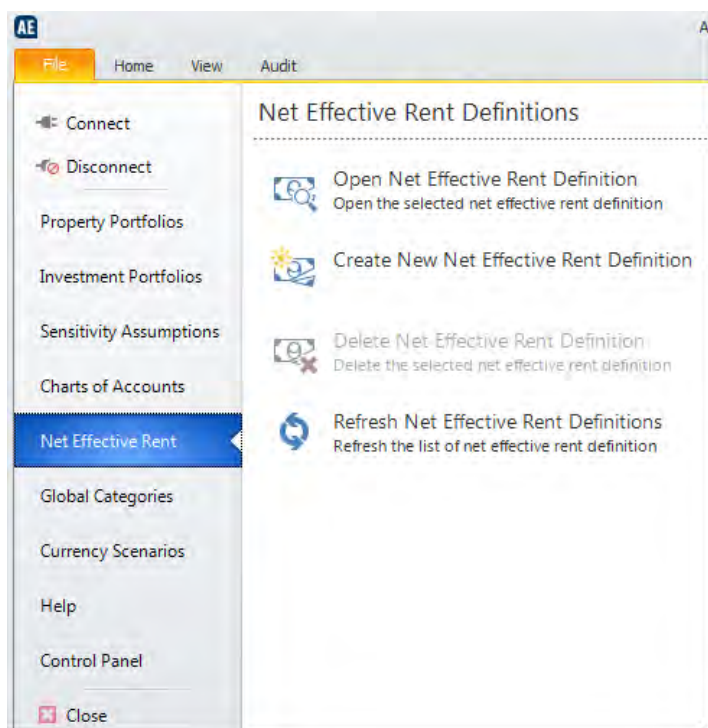 AE
A
File Home View Audit
Connect
Disconnect
Property Portfolios
Investment Portfolios
Sensitivity Assumptions
Charts of Accounts
Net Effective Rent
Global Categories
Currency Scenarios
Help
Control Panel
Close
Net Effective Rent Definitions
Open Net Effective Rent Definition
Open the selected net effective rent definition
Create New Net Effective Rent Definition
Delete Net Effective Rent Definition
Delete the selected net effective rent definition
Refresh Net Effective Rent Definitions
Refresh the list of net effective rent definition